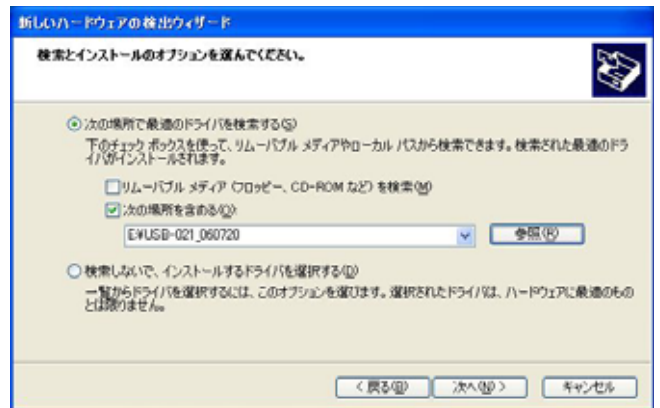 新しいハードウェアの検出ウィザード
検索とインストールのオプションを選んでください。
次の場所で最適のドライバを検索する(S)
下のチェック ボックスを使って、リムーバブル メディアやローカル パスから検索できます。検索された最適のドラ
イバがインストールされます。
リムーバブル メディア (フロッピー、CD-ROM など) を検索(M)
次の場所を含める(O):
E:¥USB-021_060720
参照(R)
検索しないで、インストールするドライバを選択する(D)
一覧からドライバを選択するには、このオプションを選びます。選択されたドライバは、ハードウェアに最適のもの
とは限りません。
< 戻る(B)
次へ(N) >
キャンセル